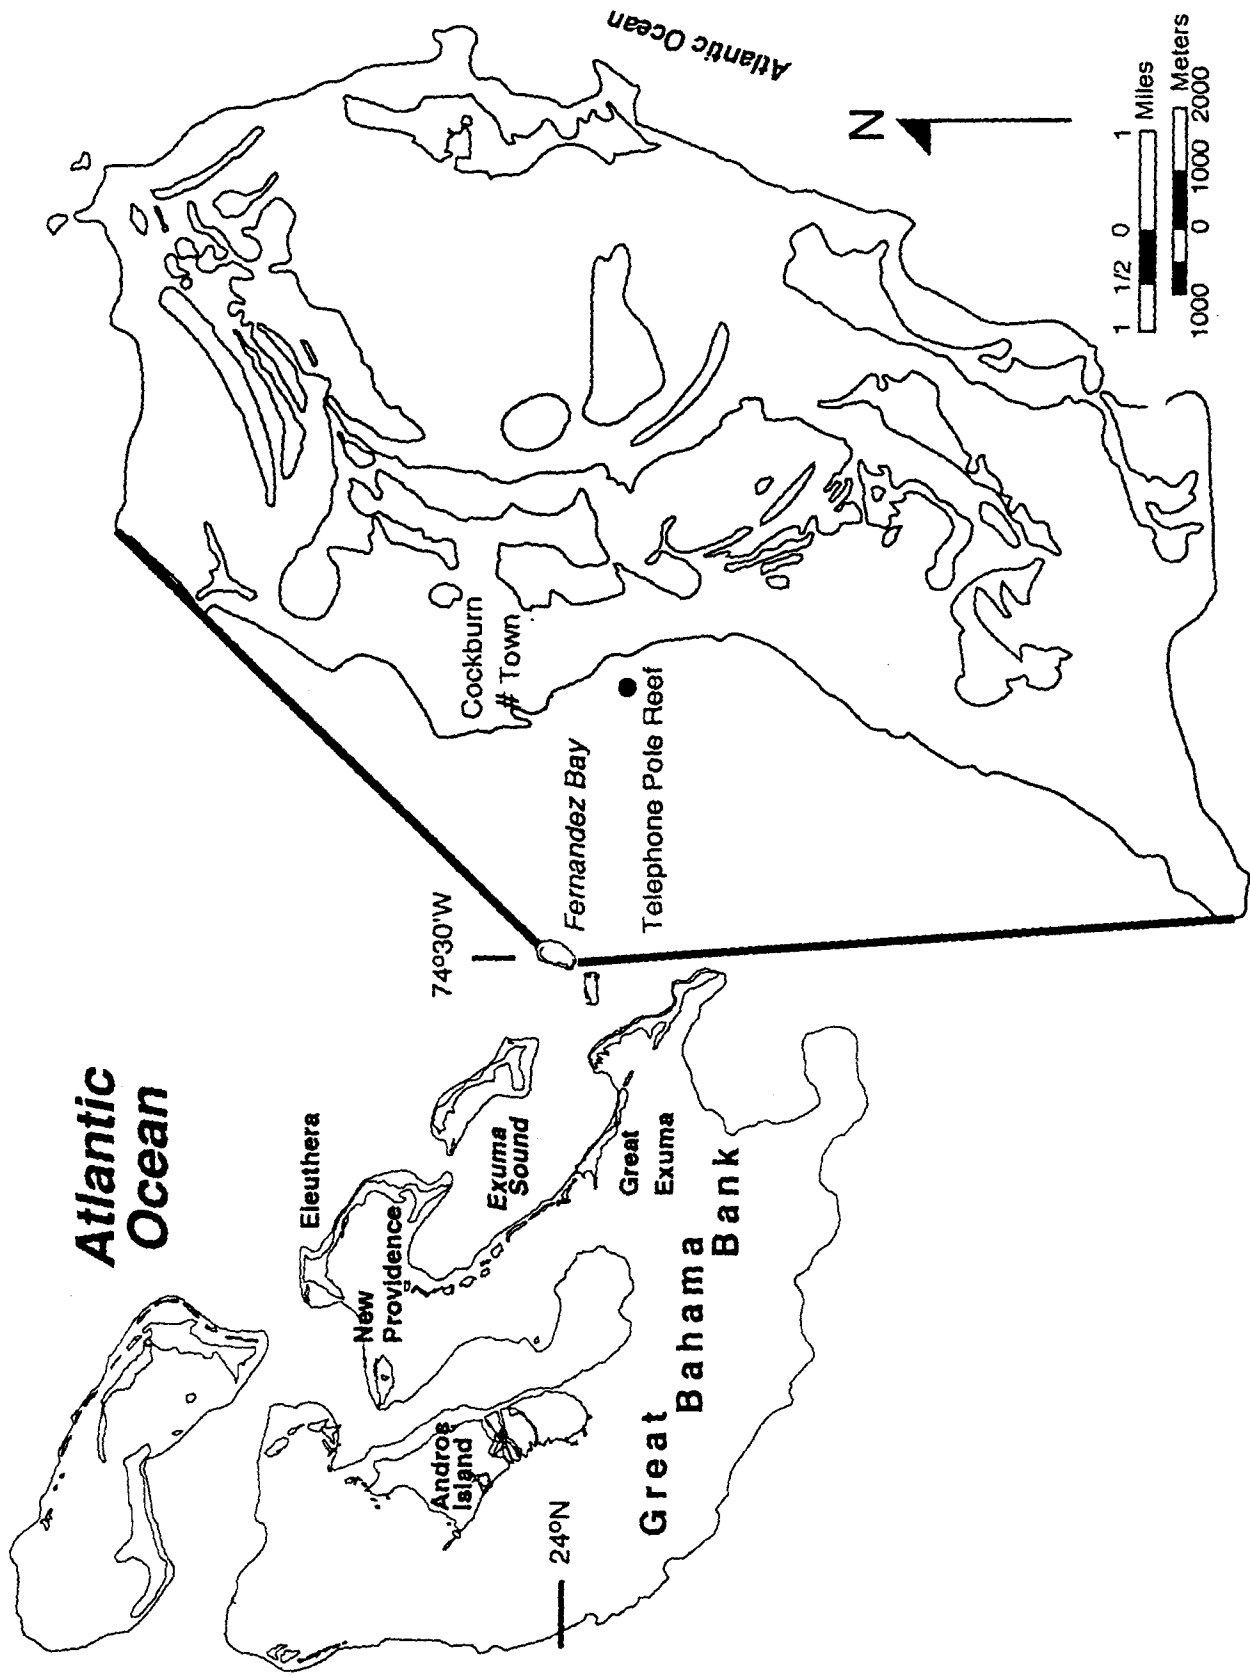 Atlantic
Ocean
Eleuthera
New
Providence
Exuma
Sound
Great
Exuma
Andros
Island
Great
Bahama
Bank
24°N
74°30'W
Cockburn
# Town
Fernandez Bay
Telephone Pole Reef
Atlantic Ocean
N
1 1/2 0 1 Miles
Meters
1000 0 1000 2000